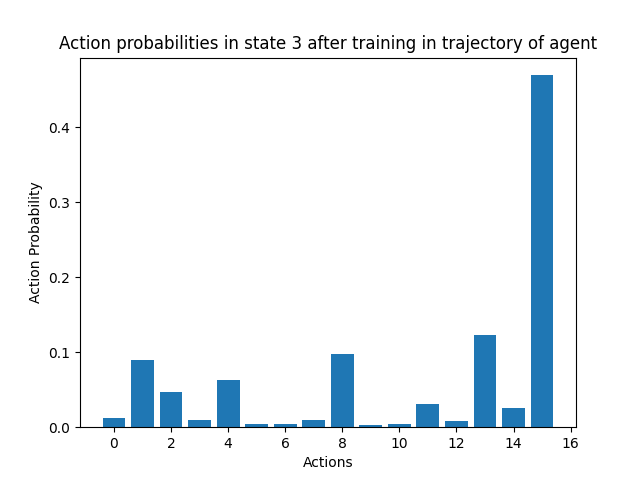 Action probabilities in state 3 after training in trajectory of agent
0.4
0.3
0.2
0.1
0.0
Action Probability
0 2 4 6 8 10 12 14 16
Actions